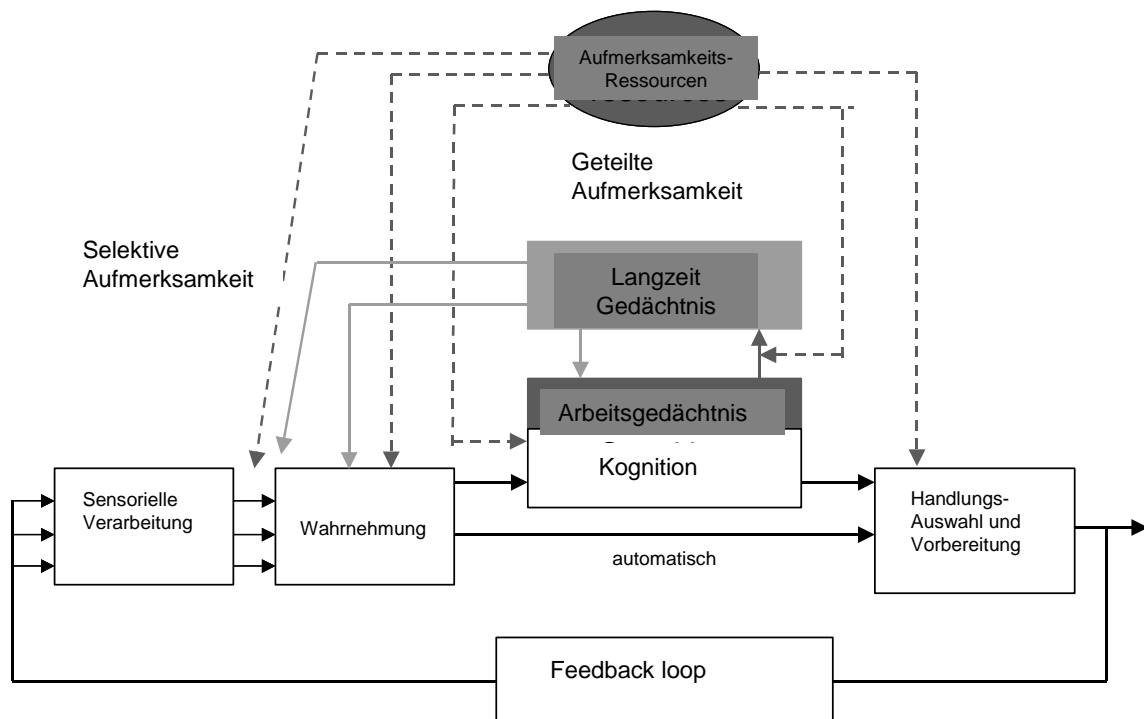 Aufmerksamkeits-
Ressourcen
Geteilte
Aufmerksamkeit
Selektive
Aufmerksamkeit
Langzeit
Gedächtnis
Arbeitsgedächtnis
Kognition
Sensorielle
Verarbeitung
Wahrnehmung
Handlungs-
Auswahl und
Vorbereitung
automatisch
Feedback loop